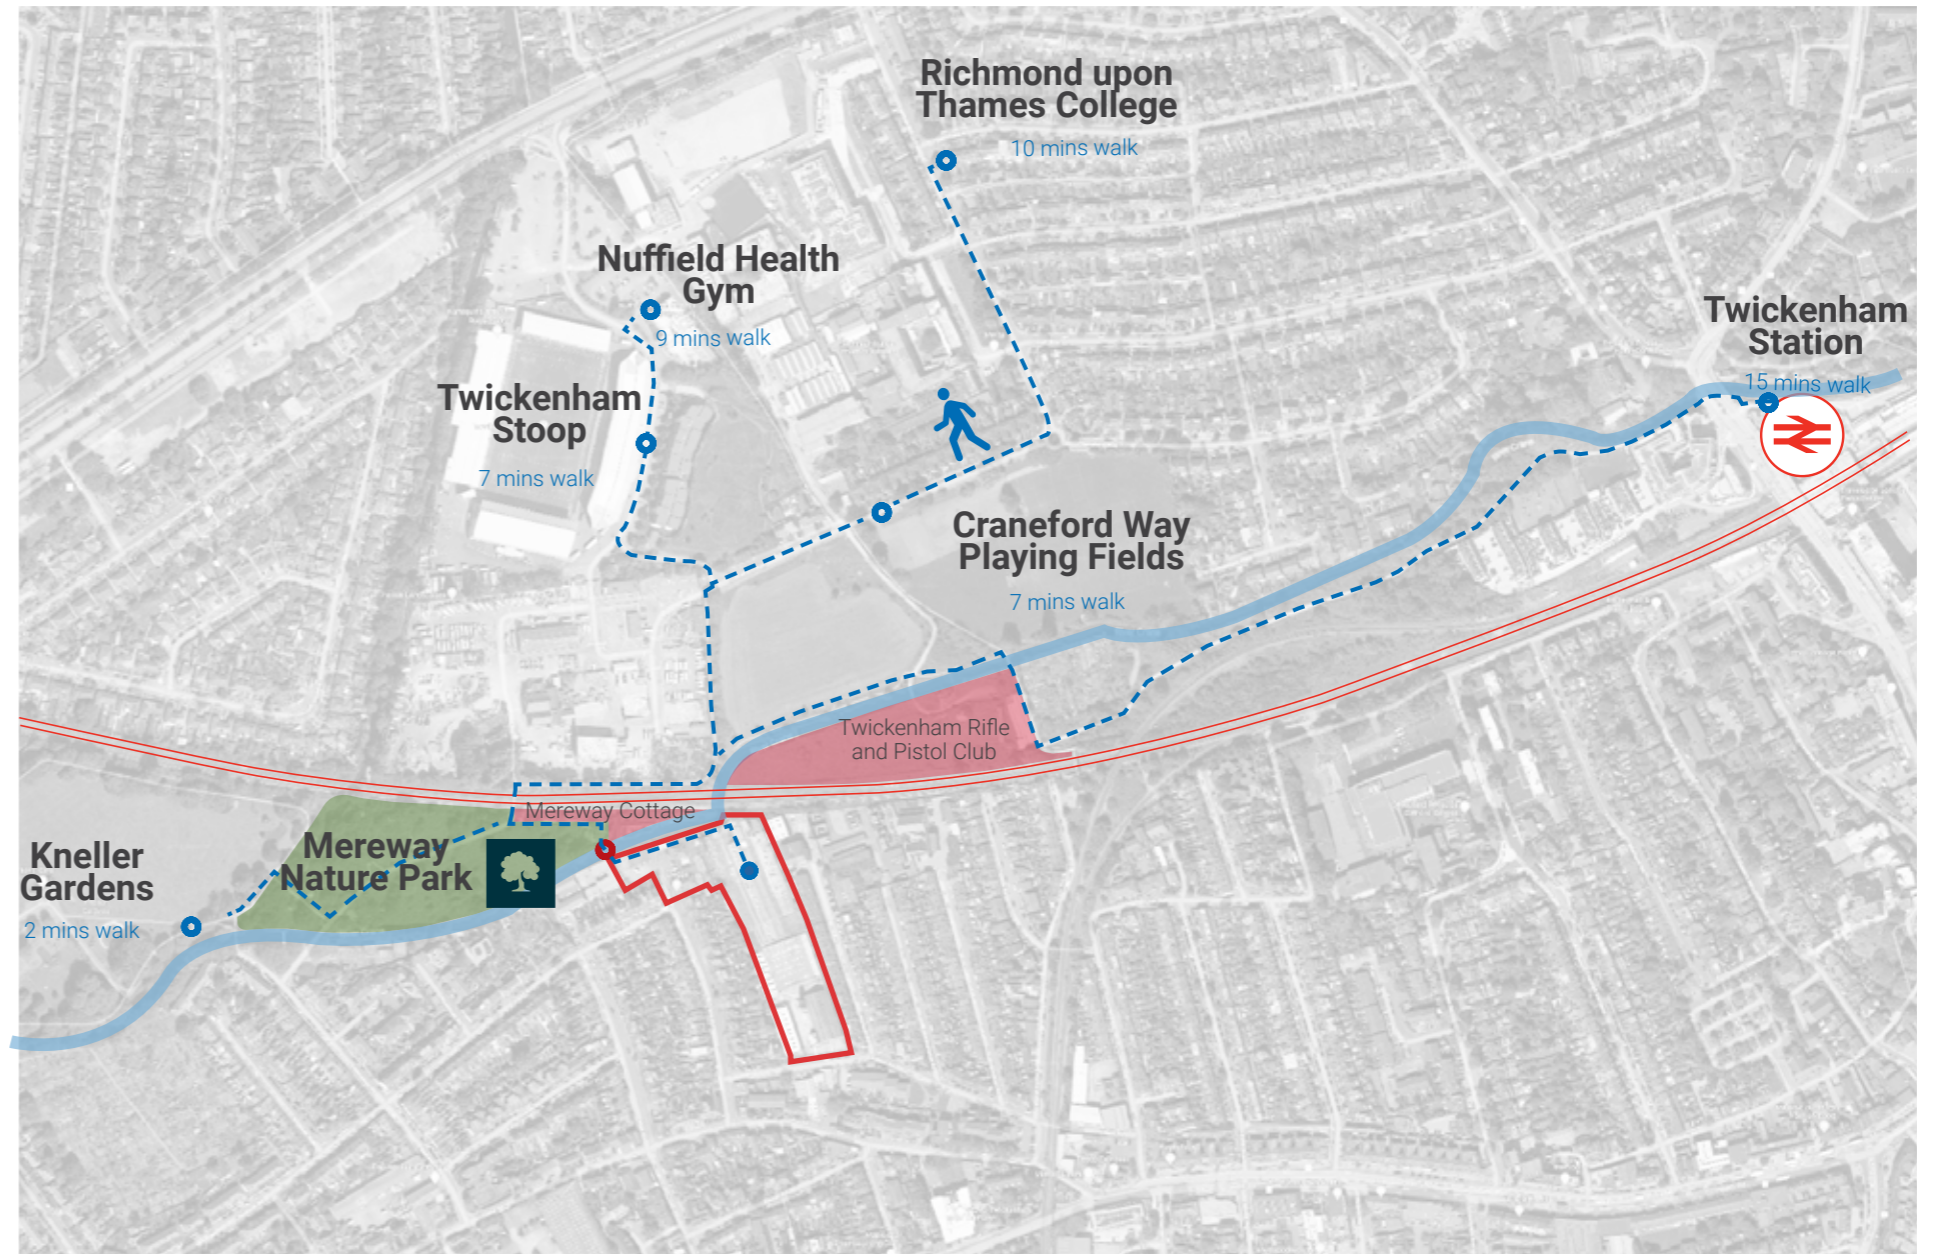 Richmond upon
Thames College
10 mins walk
Nuffield Health
Gym
9 mins walk
Twickenham
Station
15 mins walk
Twickenham
Stoop
7 mins walk
Craneford Way
Playing Fields
7 mins walk
Twickenham Rifle
and Pistol Club
Mereway Cottage
Mereway
Nature Park
Kneller
Gardens
2 mins walk